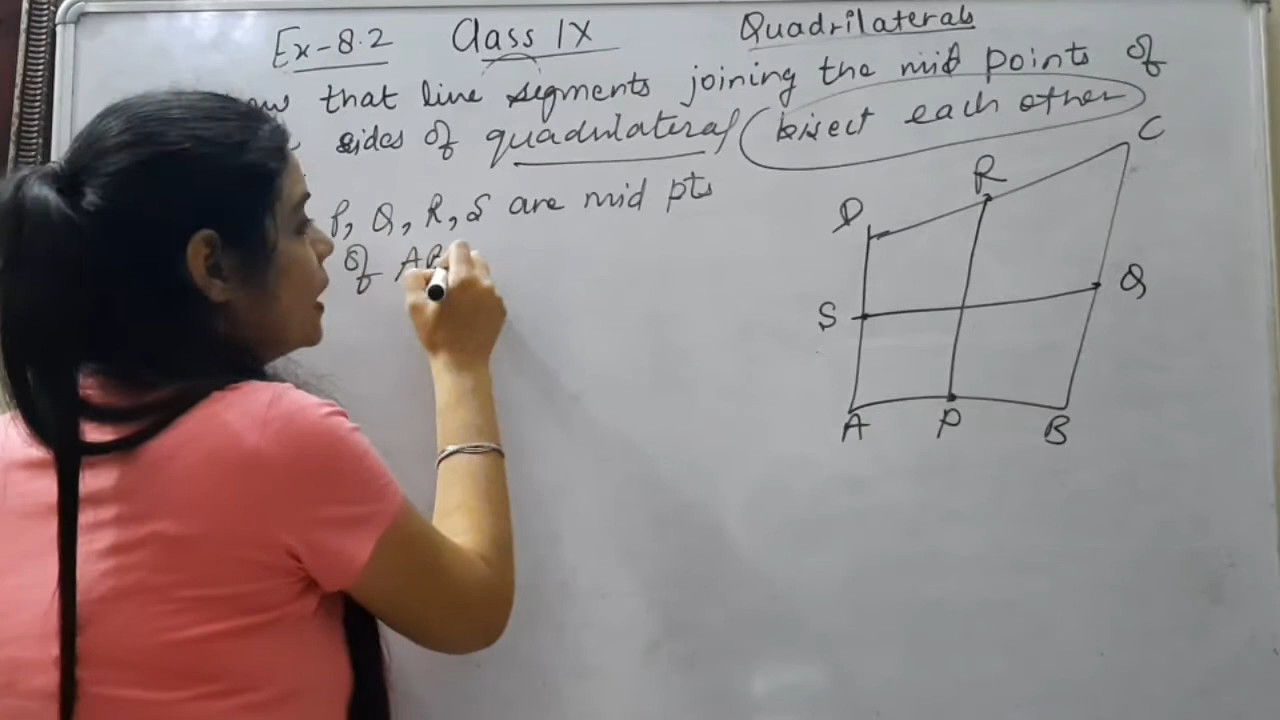 Ex-8.2 Class IX Quadrilaterals
that line segments joining the mid points of
sides of quadrilateral bisect each other
P, Q, R, S are mid pts
of AB
C
R
D
Q
S
A P B